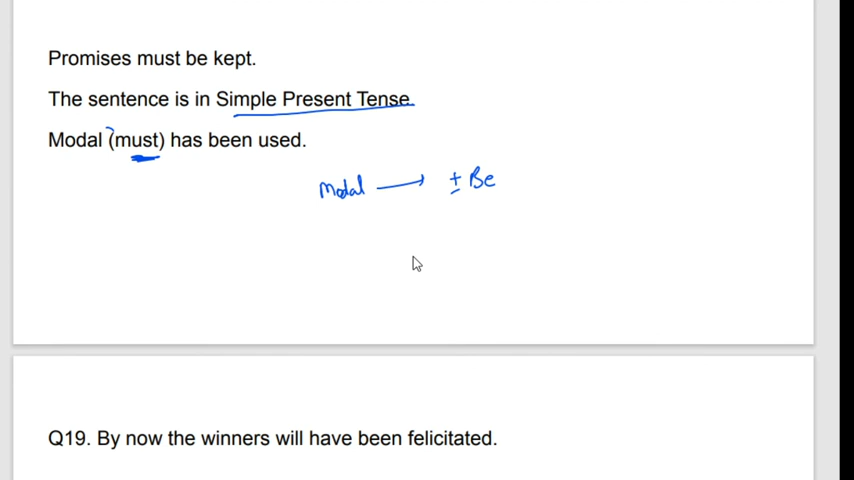 Promises must be kept.
The sentence is in Simple Present Tense.
Modal (must) has been used.
Modal → ± Be
Q19. By now the winners will have been felicitated.